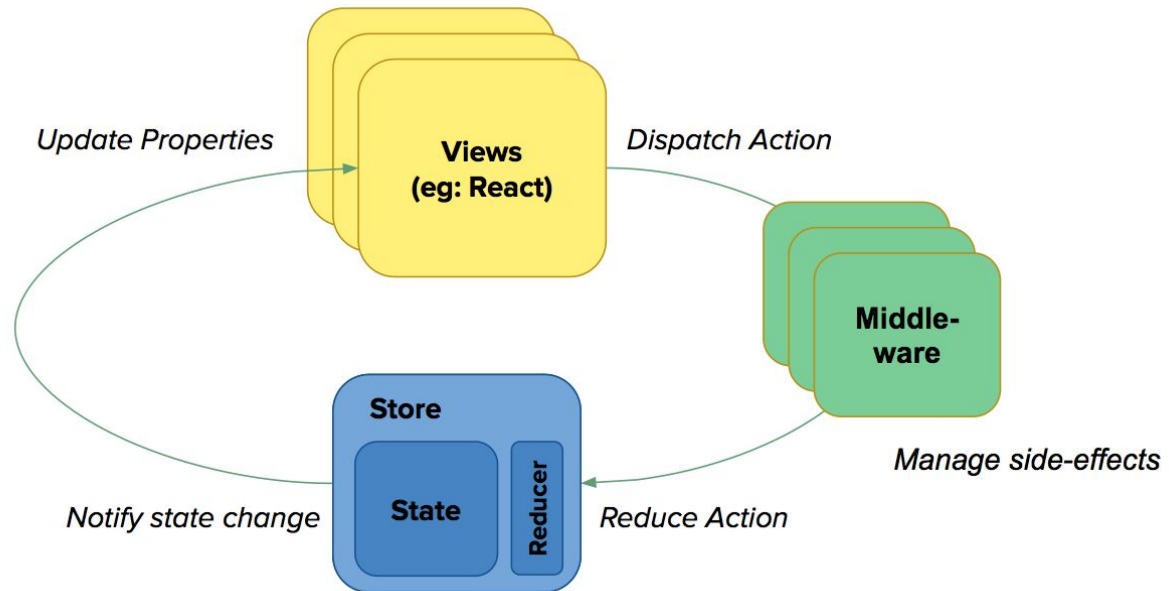 Update Properties
Views
(eg: React)
Dispatch Action
Middle-
ware
Manage side-effects
Store
State
Reducer
Notify state change
Reduce Action